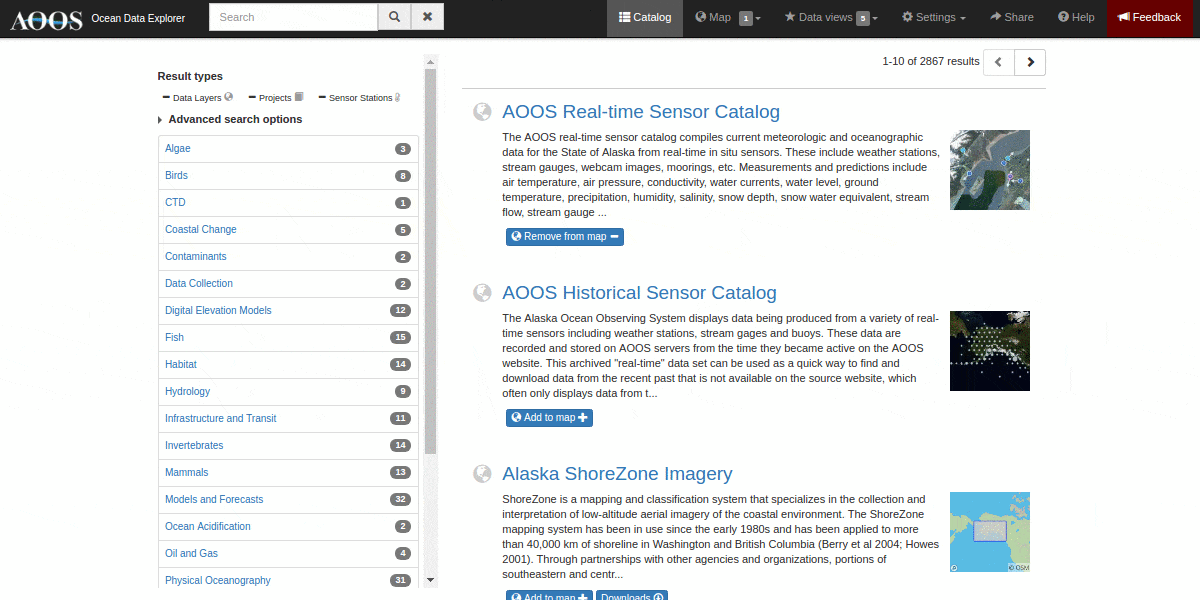 AOOS Ocean Data Explorer
Search
Catalog
Map 1
Data views 5
Settings
Share
Help
Feedback
1-10 of 2867 results
Result types
Data Layers Projects Sensor Stations
Advanced search options
Algae 3
Birds 8
CTD 1
Coastal Change 5
Contaminants 2
Data Collection 2
Digital Elevation Models 12
Fish 15
Habitat 14
Hydrology 9
Infrastructure and Transit 11
Invertebrates 14
Mammals 13
Models and Forecasts 32
Ocean Acidification 2
Oil and Gas 4
Physical Oceanography 31
AOOS Real-time Sensor Catalog
The AOOS real-time sensor catalog compiles current meteorologic and oceanographic
data for the State of Alaska from real-time in situ sensors. These include weather stations,
stream gauges, webcam images, moorings, etc. Measurements and predictions include
air temperature, air pressure, conductivity, water currents, water level, ground
temperature, precipitation, humidity, salinity, snow depth, snow water equivalent, stream
flow, stream gauge ...
Remove from map
AOOS Historical Sensor Catalog
The Alaska Ocean Observing System displays data being produced from a variety of real-
time sensors including weather stations, stream gages and buoys. These data are
recorded and stored on AOOS servers from the time they became active on the AOOS
website. This archived "real-time" data set can be used as a quick way to find and
download data from the recent past that is not available on the source website, which
often only displays data from t...
Add to map
Alaska ShoreZone Imagery
ShoreZone is a mapping and classification system that specializes in the collection and
interpretation of low-altitude aerial imagery of the coastal environment. The ShoreZone
mapping system has been in use since the early 1980s and has been applied to more
than 40,000 km of shoreline in Washington and British Columbia (Berry et al 2004; Howes
2001). Through partnerships with other agencies and organizations, portions of
southeastern and centr...
© OSM
Add to map Downloads